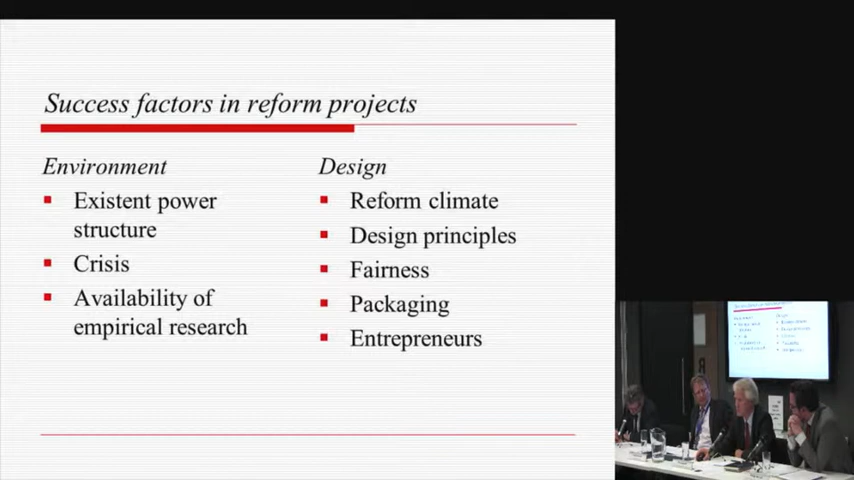 Success factors in reform projects
Environment
Existent power
structure
Crisis
Availability of
empirical research
Design
Reform climate
Design principles
Fairness
Packaging
Entrepreneurs